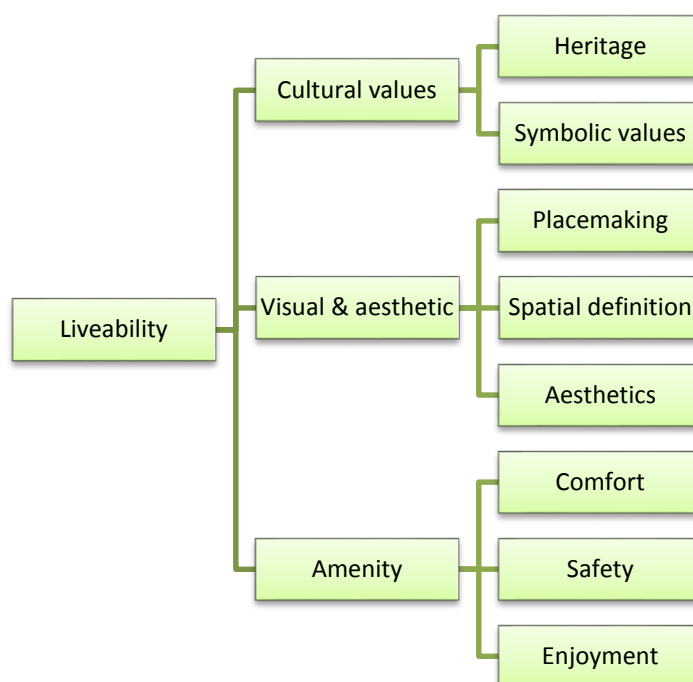 Liveability
Cultural values
Heritage
Symbolic values
Visual & aesthetic
Placemaking
Spatial definition
Aesthetics
Amenity
Comfort
Safety
Enjoyment